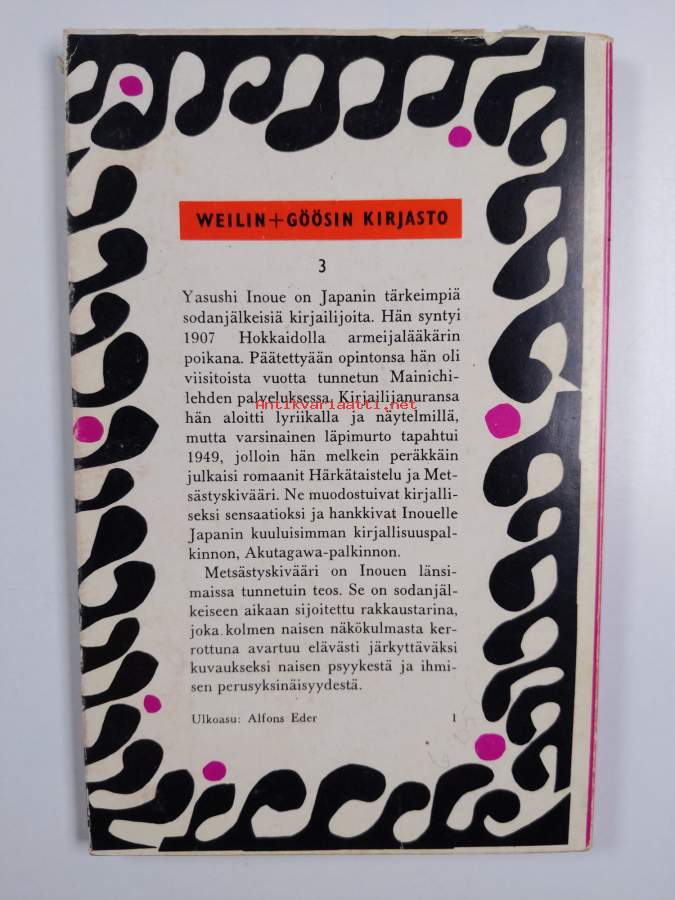 WEILIN+GÖÖSIN KIRJASTO
3
Yasushi Inoue on Japanin tärkeimpiä
sodanjälkeisiä kirjailijoita. Hän syntyi
1907 Hokkaidolla armeijalääkärin
poikana. Päätettyään opintonsa hän oli
viisitoista vuotta tunnetun Mainichi-
lehden palveluksessa. Kirjailijanuransa
Antikvariaatti.net
hän aloitti lyriikalla ja näytelmillä,
mutta varsinainen läpimurto tapahtui
1949, jolloin hän melkein peräkkäin
julkaisi romaanit Härkätaistelu ja Met-
sästyskivääri. Ne muodostuivat kirjalli-
seksi sensaatioksi ja hankkivat Inouelle
Japanin kuuluisimman kirjallisuuspal-
kinnon, Akutagawa-palkinnon.
Metsästyskivääri on Inouen länsi-
maissa tunnetuin teos. Se on sodanjäl-
keiseen aikaan sijoitettu rakkaustarina,
joka kolmen naisen näkökulmasta ker-
rottuna avartuu elävästi järkyttäväksi
kuvaukseksi naisen psyykestä ja ihmi-
sen perusyksinäisyydestä.
Ulkoasu: Alfons Eder 1